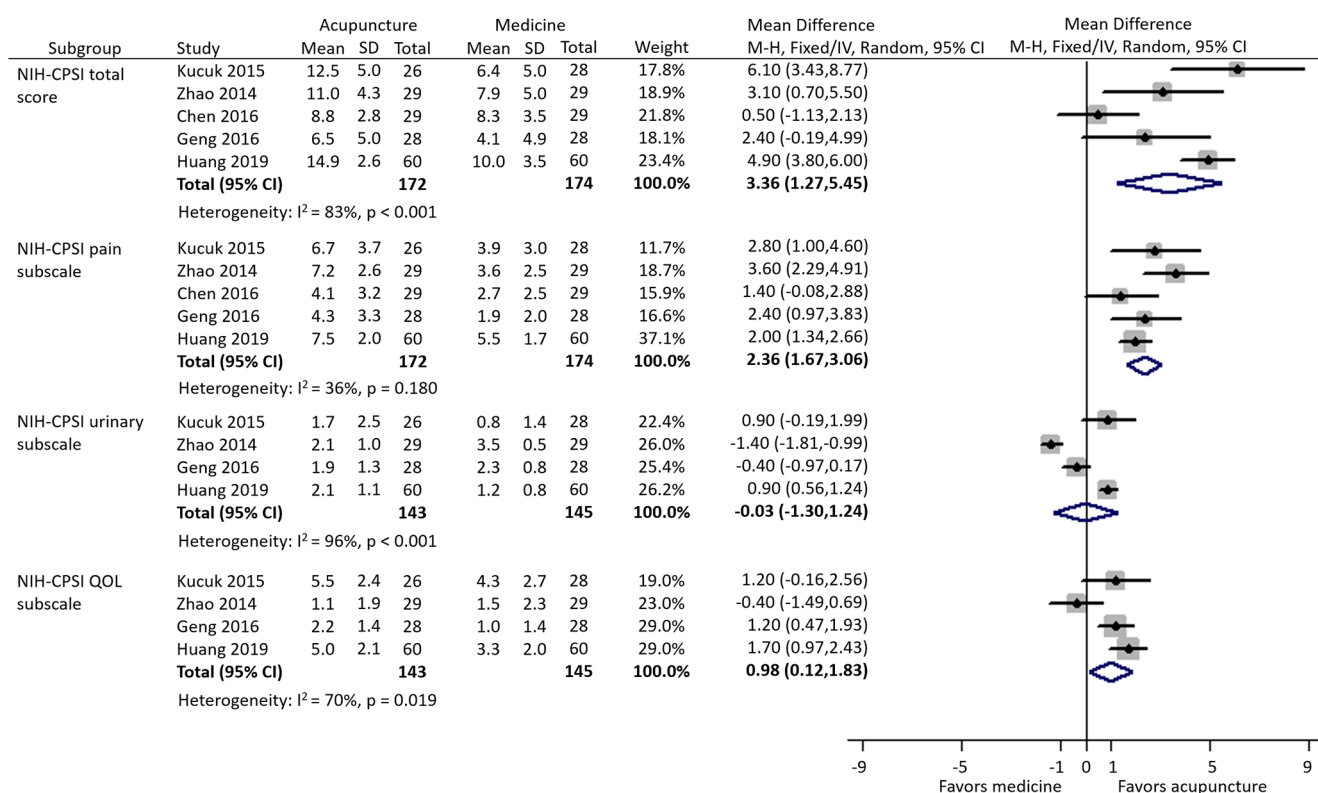 Acupuncture Medicine Mean Difference Mean Difference
Subgroup Study Mean SD Total Mean SD Total Weight M-H, Fixed/IV, Random, 95% CI M-H, Fixed/IV, Random, 95% CI
NIH-CPSI total Kucuk 2015 12.5 5.0 26 6.4 5.0 28 17.8% 6.10 (3.43,8.77)
score Zhao 2014 11.0 4.3 29 7.9 5.0 29 18.9% 3.10 (0.70,5.50)
Chen 2016 8.8 2.8 29 8.3 3.5 29 21.8% 0.50 (-1.13,2.13)
Geng 2016 6.5 5.0 28 4.1 4.9 28 18.1% 2.40 (-0.19,4.99)
Huang 2019 14.9 2.6 60 10.0 3.5 60 23.4% 4.90 (3.80,6.00)
Total (95% CI) 172 174 100.0% 3.36 (1.27,5.45)
Heterogeneity: I² = 83%, p < 0.001
NIH-CPSI pain Kucuk 2015 6.7 3.7 26 3.9 3.0 28 11.7% 2.80 (1.00,4.60)
subscale Zhao 2014 7.2 2.6 29 3.6 2.5 29 18.7% 3.60 (2.29,4.91)
Chen 2016 4.1 3.2 29 2.7 2.5 29 15.9% 1.40 (-0.08,2.88)
Geng 2016 4.3 3.3 28 1.9 2.0 28 16.6% 2.40 (0.97,3.83)
Huang 2019 7.5 2.0 60 5.5 1.7 60 37.1% 2.00 (1.34,2.66)
Total (95% CI) 172 174 100.0% 2.36 (1.67,3.06)
Heterogeneity: I² = 36%, p = 0.180
NIH-CPSI urinary Kucuk 2015 1.7 2.5 26 0.8 1.4 28 22.4% 0.90 (-0.19,1.99)
subscale Zhao 2014 2.1 1.0 29 3.5 0.5 29 26.0% -1.40 (-1.81,-0.99)
Geng 2016 1.9 1.3 28 2.3 0.8 28 25.4% -0.40 (-0.97,0.17)
Huang 2019 2.1 1.1 60 1.2 0.8 60 26.2% 0.90 (0.56,1.24)
Total (95% CI) 143 145 100.0% -0.03 (-1.30,1.24)
Heterogeneity: I² = 96%, p < 0.001
NIH-CPSI QOL Kucuk 2015 5.5 2.4 26 4.3 2.7 28 19.0% 1.20 (-0.16,2.56)
subscale Zhao 2014 1.1 1.9 29 1.5 2.3 29 23.0% -0.40 (-1.49,0.69)
Geng 2016 2.2 1.4 28 1.0 1.4 28 29.0% 1.20 (0.47,1.93)
Huang 2019 5.0 2.1 60 3.3 2.0 60 29.0% 1.70 (0.97,2.43)
Total (95% CI) 143 145 100.0% 0.98 (0.12,1.83)
Heterogeneity: I² = 70%, p = 0.019
-9 -5 -1 0 1 5 9
Favors medicine Favors acupuncture